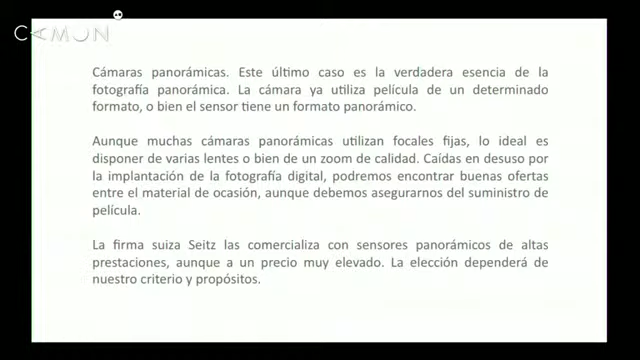 CAMON
Cámaras panorámicas. Este último caso es la verdadera esencia de la
fotografía panorámica. La cámara ya utiliza película de un determinado
formato, o bien el sensor tiene un formato panorámico.
Aunque muchas cámaras panorámicas utilizan focales fijas, lo ideal es
disponer de varias lentes o bien de un zoom de calidad. Caídas en desuso por
la implantación de la fotografía digital, podremos encontrar buenas ofertas
entre el material de ocasión, aunque debemos asegurarnos del suministro de
película.
La firma suiza Seitz las comercializa con sensores panorámicos de altas
prestaciones, aunque a un precio muy elevado. La elección dependerá de
nuestro criterio y propósitos.